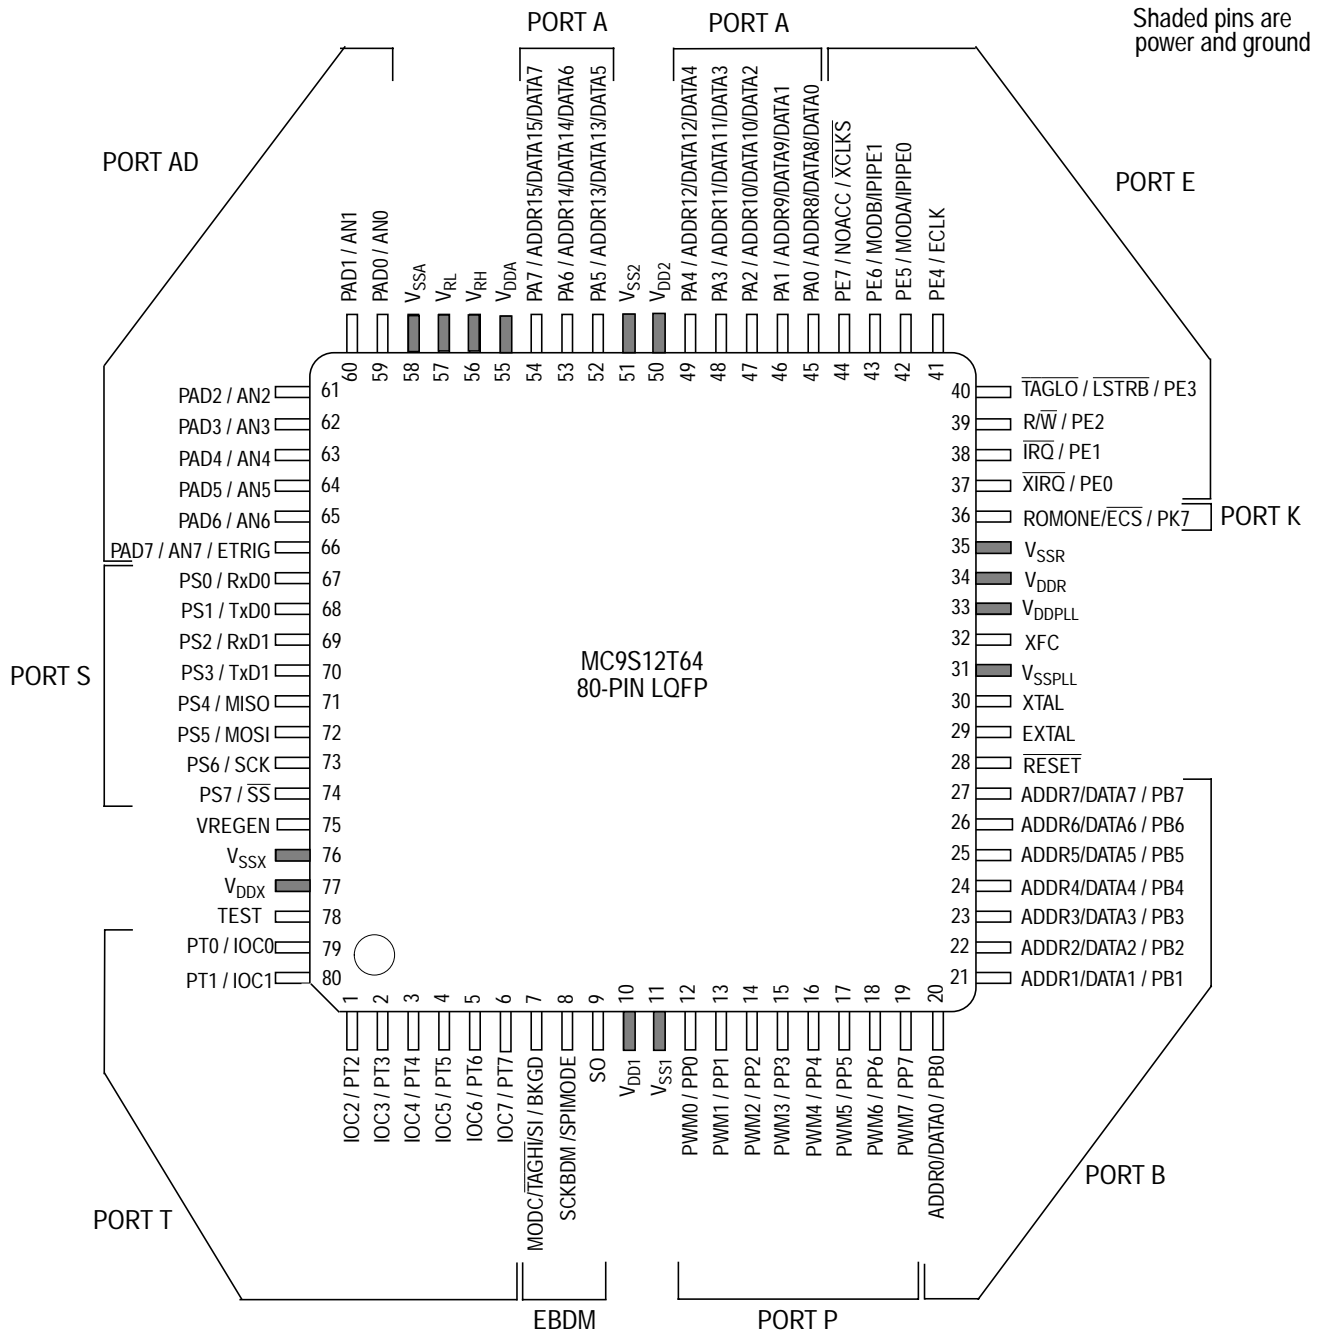 Shaded pins are
power and ground
PORT A
PORT A
PORT AD
PORT E
PAD1 / AN1
PAD0 / AN0
VSSA
VRL
VRH
VDDA
PA7 / ADDR15/DATA15/DATA7
PA6 / ADDR14/DATA14/DATA6
PA5 / ADDR13/DATA13/DATA5
VSS2
VDD2
PA4 / ADDR12/DATA12/DATA4
PA3 / ADDR11/DATA11/DATA3
PA2 / ADDR10/DATA10/DATA2
PA1 / ADDR9/DATA9/DATA1
PA0 / ADDR8/DATA8/DATA0
PE7 / NOACC / XCLKS
PE6 / MODB/IPIPE1
PE5 / MODA/IPIPE0
PE4 / ECLK
60
59
58
57
56
55
54
53
52
51
50
49
48
47
46
45
44
43
42
41
PAD2 / AN2 61
PAD3 / AN3 62
PAD4 / AN4 63
PAD5 / AN5 64
PAD6 / AN6 65
PAD7 / AN7 / ETRIG 66
PS0 / RxD0 67
PS1 / TxD0 68
PS2 / RxD1 69
PS3 / TxD1 70
PS4 / MISO 71
PS5 / MOSI 72
PS6 / SCK 73
PS7 / SS 74
VREGEN 75
VSSX 76
VDDX 77
TEST 78
PT0 / IOC0 79
PT1 / IOC1 80
PORT S
MC9S12T64
80-PIN LQFP
40 TAGLO / LSTRB / PE3
39 R/W / PE2
38 IRQ / PE1
37 XIRQ / PE0
36 ROMONE/ECS / PK7
PORT K
35 VSSR
34 VDDR
33 VDDPLL
32 XFC
31 VSSPLL
30 XTAL
29 EXTAL
28 RESET
27 ADDR7/DATA7 / PB7
26 ADDR6/DATA6 / PB6
25 ADDR5/DATA5 / PB5
24 ADDR4/DATA4 / PB4
23 ADDR3/DATA3 / PB3
22 ADDR2/DATA2 / PB2
21 ADDR1/DATA1 / PB1
1
2
3
4
5
6
7
8
9
10
11
12
13
14
15
16
17
18
19
20
IOC2 / PT2
IOC3 / PT3
IOC4 / PT4
IOC5 / PT5
IOC6 / PT6
IOC7 / PT7
MODC/TAGHI/SI / BKGD
SCKBDM /SPIMODE
SO
VDD1
VSS1
PWM0 / PP0
PWM1 / PP1
PWM2 / PP2
PWM3 / PP3
PWM4 / PP4
PWM5 / PP5
PWM6 / PP6
PWM7 / PP7
ADDR0/DATA0 / PB0
PORT B
PORT T
EBDM
PORT P